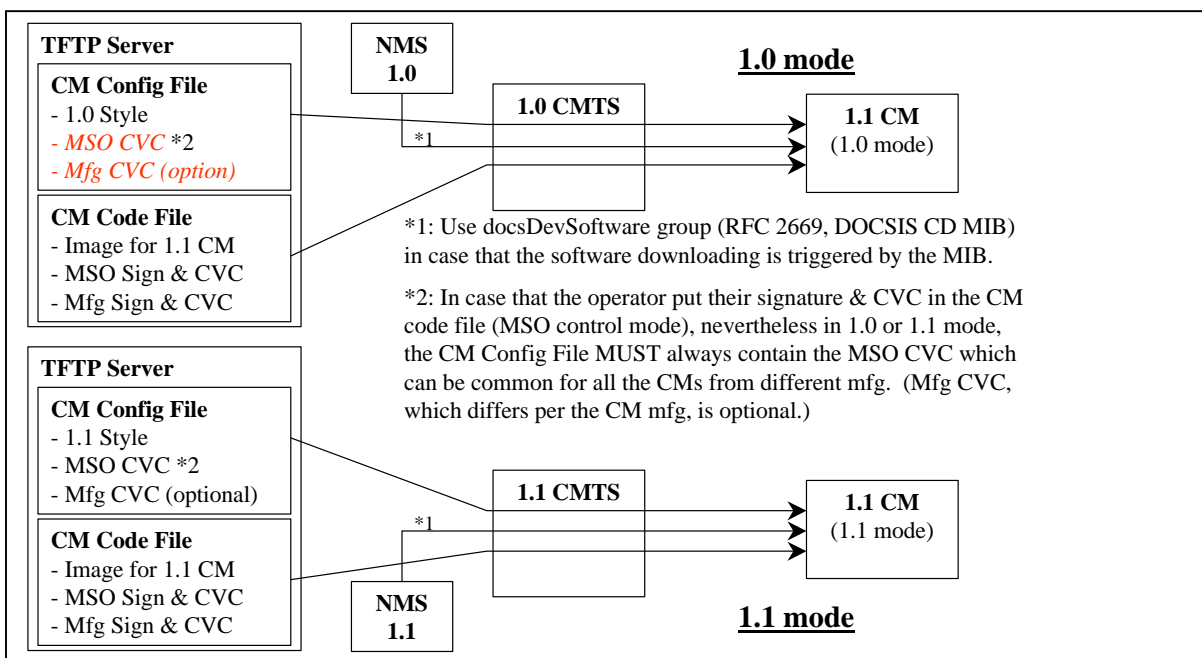 TFTP Server
CM Config File
- 1.0 Style
- MSO CVC *2
- Mfg CVC (option)
CM Code File
- Image for 1.1 CM
- MSO Sign & CVC
- Mfg Sign & CVC
NMS
1.0
*1
1.0 CMTS
1.0 mode
1.1 CM
(1.0 mode)
*1: Use docsDevSoftware group (RFC 2669, DOCSIS CD MIB)
in case that the software downloading is triggered by the MIB.
*2: In case that the operator put their signature & CVC in the CM
code file (MSO control mode), nevertheless in 1.0 or 1.1 mode,
the CM Config File MUST always contain the MSO CVC which
can be common for all the CMs from different mfg.  (Mfg CVC,
which differs per the CM mfg, is optional.)
TFTP Server
CM Config File
- 1.1 Style
- MSO CVC *2
- Mfg CVC (optional)
CM Code File
- Image for 1.1 CM
- MSO Sign & CVC
- Mfg Sign & CVC
*1
NMS
1.1
1.1 CMTS
1.1 CM
(1.1 mode)
1.1 mode